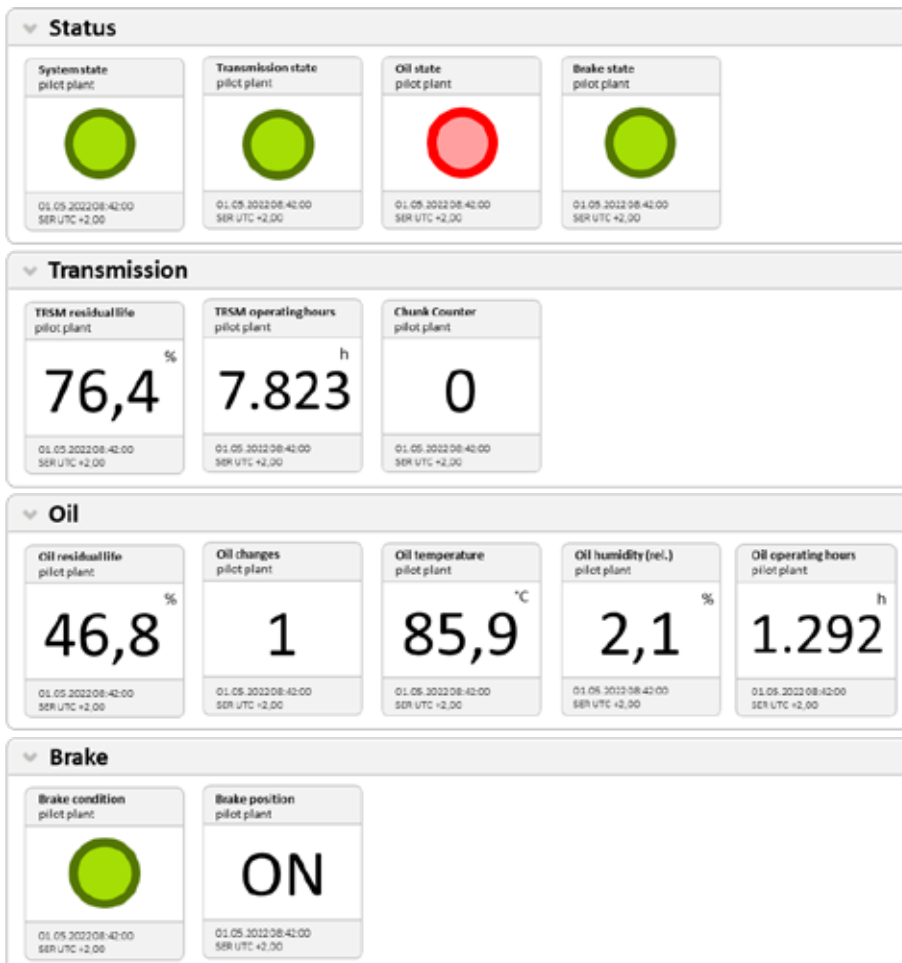 Status
System state
pilot plant
01.05.2022 08:42:00
SER UTC +2,00
Transmission state
pilot plant
01.05.2022 08:42:00
SER UTC +2,00
Oil state
pilot plant
01.05.2022 08:42:00
SER UTC +2,00
Brake state
pilot plant
01.05.2022 08:42:00
SER UTC +2,00
Transmission
TRSM residual life
pilot plant
%
76,4
01.05.2022 08:42:00
SER UTC +2,00
TRSM operating hours
pilot plant
h
7.823
01.05.2022 08:42:00
SER UTC +2,00
Chunk Counter
pilot plant
0
01.05.2022 08:42:00
SER UTC +2,00
Oil
Oil residual life
pilot plant
%
46,8
01.05.2022 08:42:00
SER UTC +2,00
Oil changes
pilot plant
1
01.05.2022 08:42:00
SER UTC +2,00
Oil temperature
pilot plant
°C
85,9
01.05.2022 08:42:00
SER UTC +2,00
Oil humidity (rel.)
pilot plant
%
2,1
01.05.2022 08:42:00
SER UTC +2,00
Oil operating hours
pilot plant
h
1.292
01.05.2022 08:42:00
SER UTC +2,00
Brake
Brake condition
pilot plant
01.05.2022 08:42:00
SER UTC +2,00
Brake position
pilot plant
ON
01.05.2022 08:42:00
SER UTC +2,00